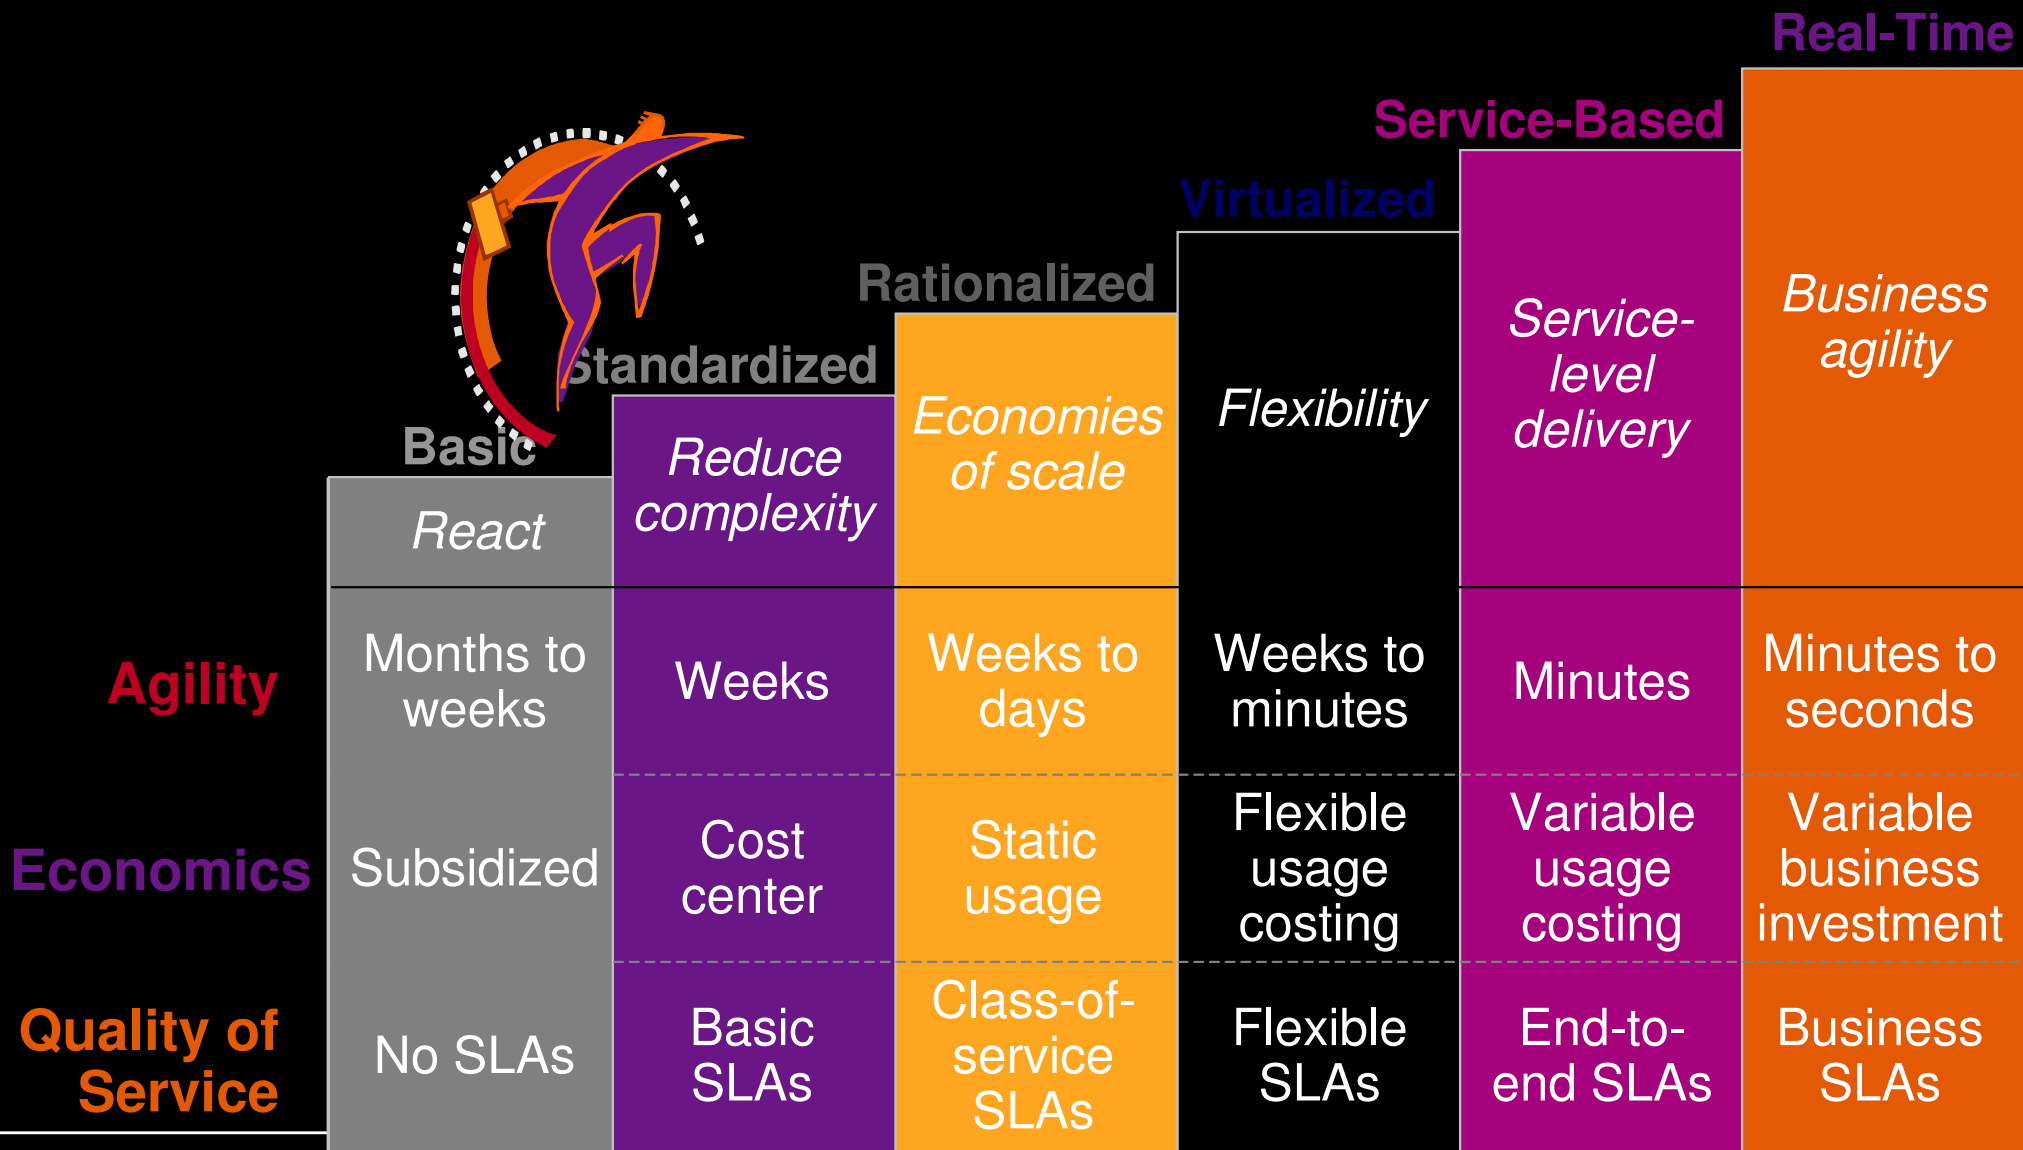 Real-Time
Service-Based
Virtualized
Rationalized
Standardized
Basic
React
Reduce
complexity
Economies
of scale
Flexibility
Service-
level
delivery
Business
agility
Agility
Months to
weeks
Weeks
Weeks to
days
Weeks to
minutes
Minutes
Minutes to
seconds
Economics
Subsidized
Cost
center
Static
usage
Flexible
usage
costing
Variable
usage
costing
Variable
business
investment
Quality of
Service
No SLAs
Basic
SLAs
Class-of-
service
SLAs
Flexible
SLAs
End-to-
end SLAs
Business
SLAs